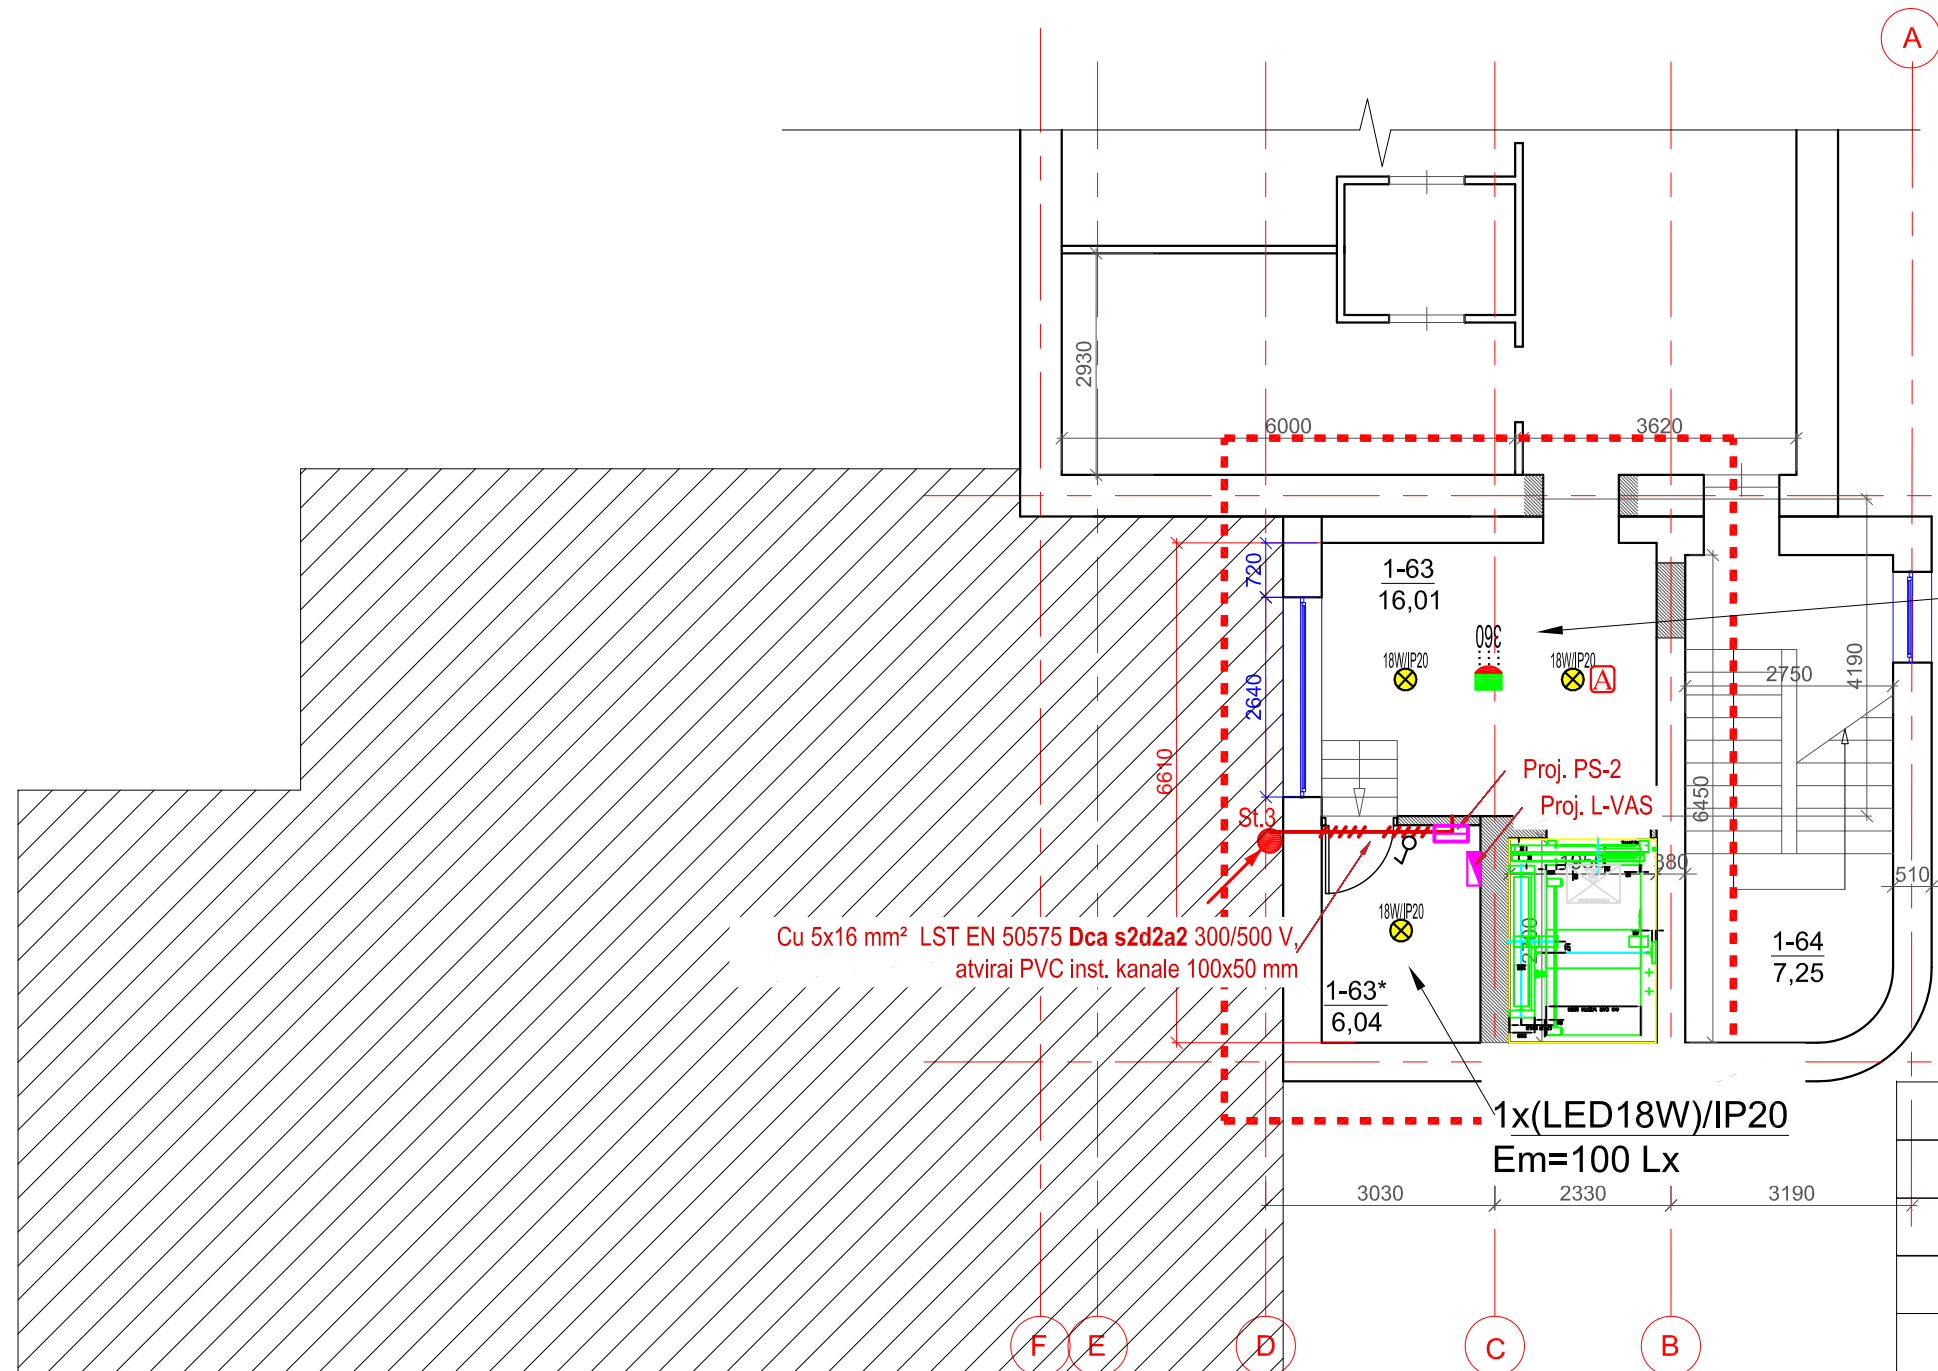 A
2930
6000
3620
720
1-63
16,01
360
18W/IP20
18W/IP20
A
2750
4190
2640
6610
Proj. PS-2
Proj. L-VAS
6450
St.3
380
510
18W/IP20
Cu 5x16 mm² LST EN 50575 Dca s2d2a2 300/500 V,
atvirai PVC inst. kanale 100x50 mm
1-64
7,25
1-63*
6,04
1x(LED18W)/IP20
Em=100 Lx
3030
2330
3190
F
E
D
C
B